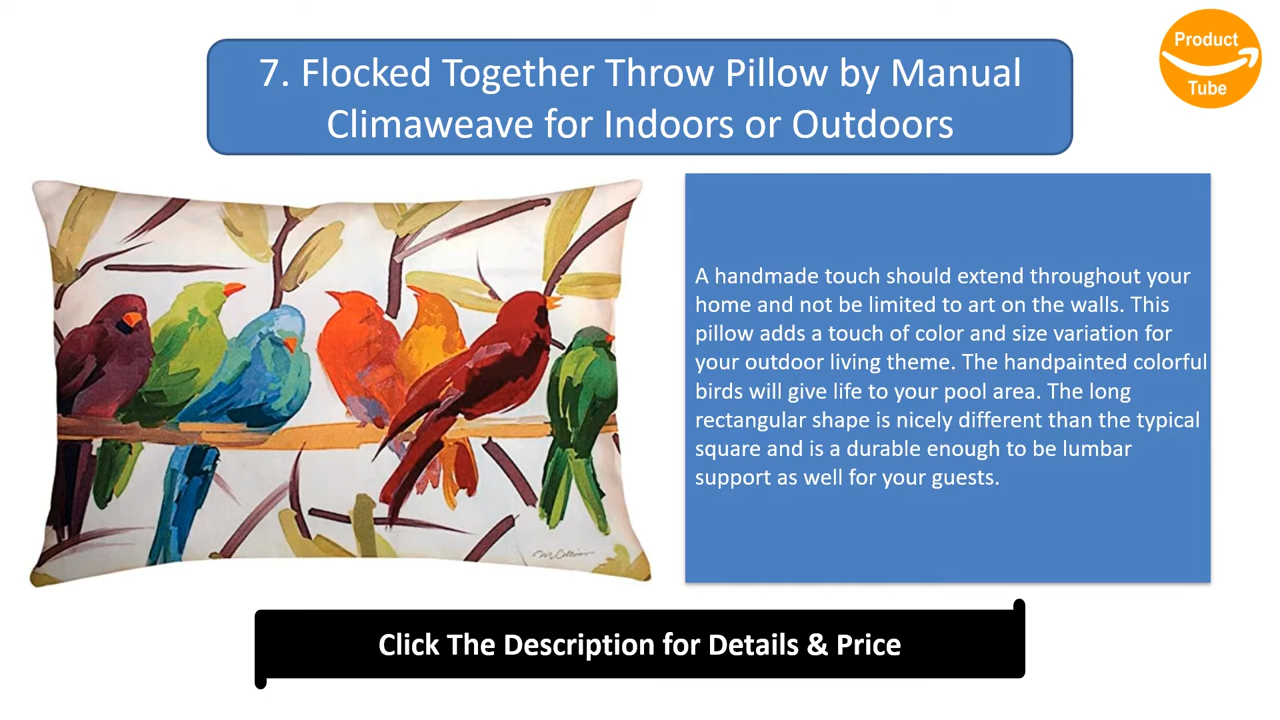 7. Flocked Together Throw Pillow by Manual
Climaweave for Indoors or Outdoors
Product
Tube
A handmade touch should extend throughout your
home and not be limited to art on the walls. This
pillow adds a touch of color and size variation for
your outdoor living theme. The handpainted colorful
birds will give life to your pool area. The long
rectangular shape is nicely different than the typical
square and is a durable enough to be lumbar
support as well for your guests.
Click The Description for Details & Price